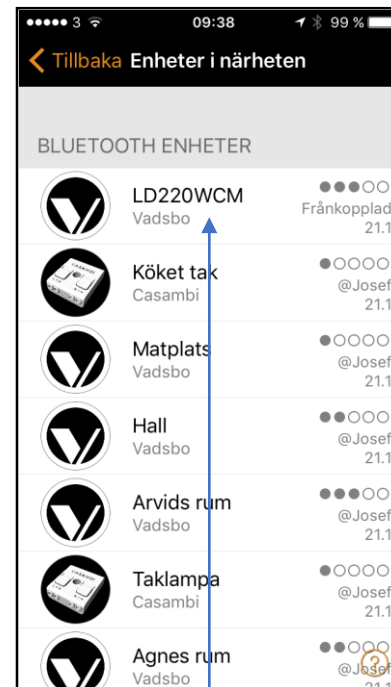 3 09:38 99 %
Tillbaka Enheter i närheten
BLUETOOTH ENHETER
LD220WCM
Vadsbo
Frånkopplad
21.1
Köket tak
Casambi
@Josef
21.1
Matplats
Vadsbo
@Josef
21.1
Hall
Vadsbo
@Josef
21.1
Arvids rum
Vadsbo
@Josef
21.1
Taklampa
Casambi
@Josef
21.1
Agnes rum
Vadsbo
@Josef
21.1
?